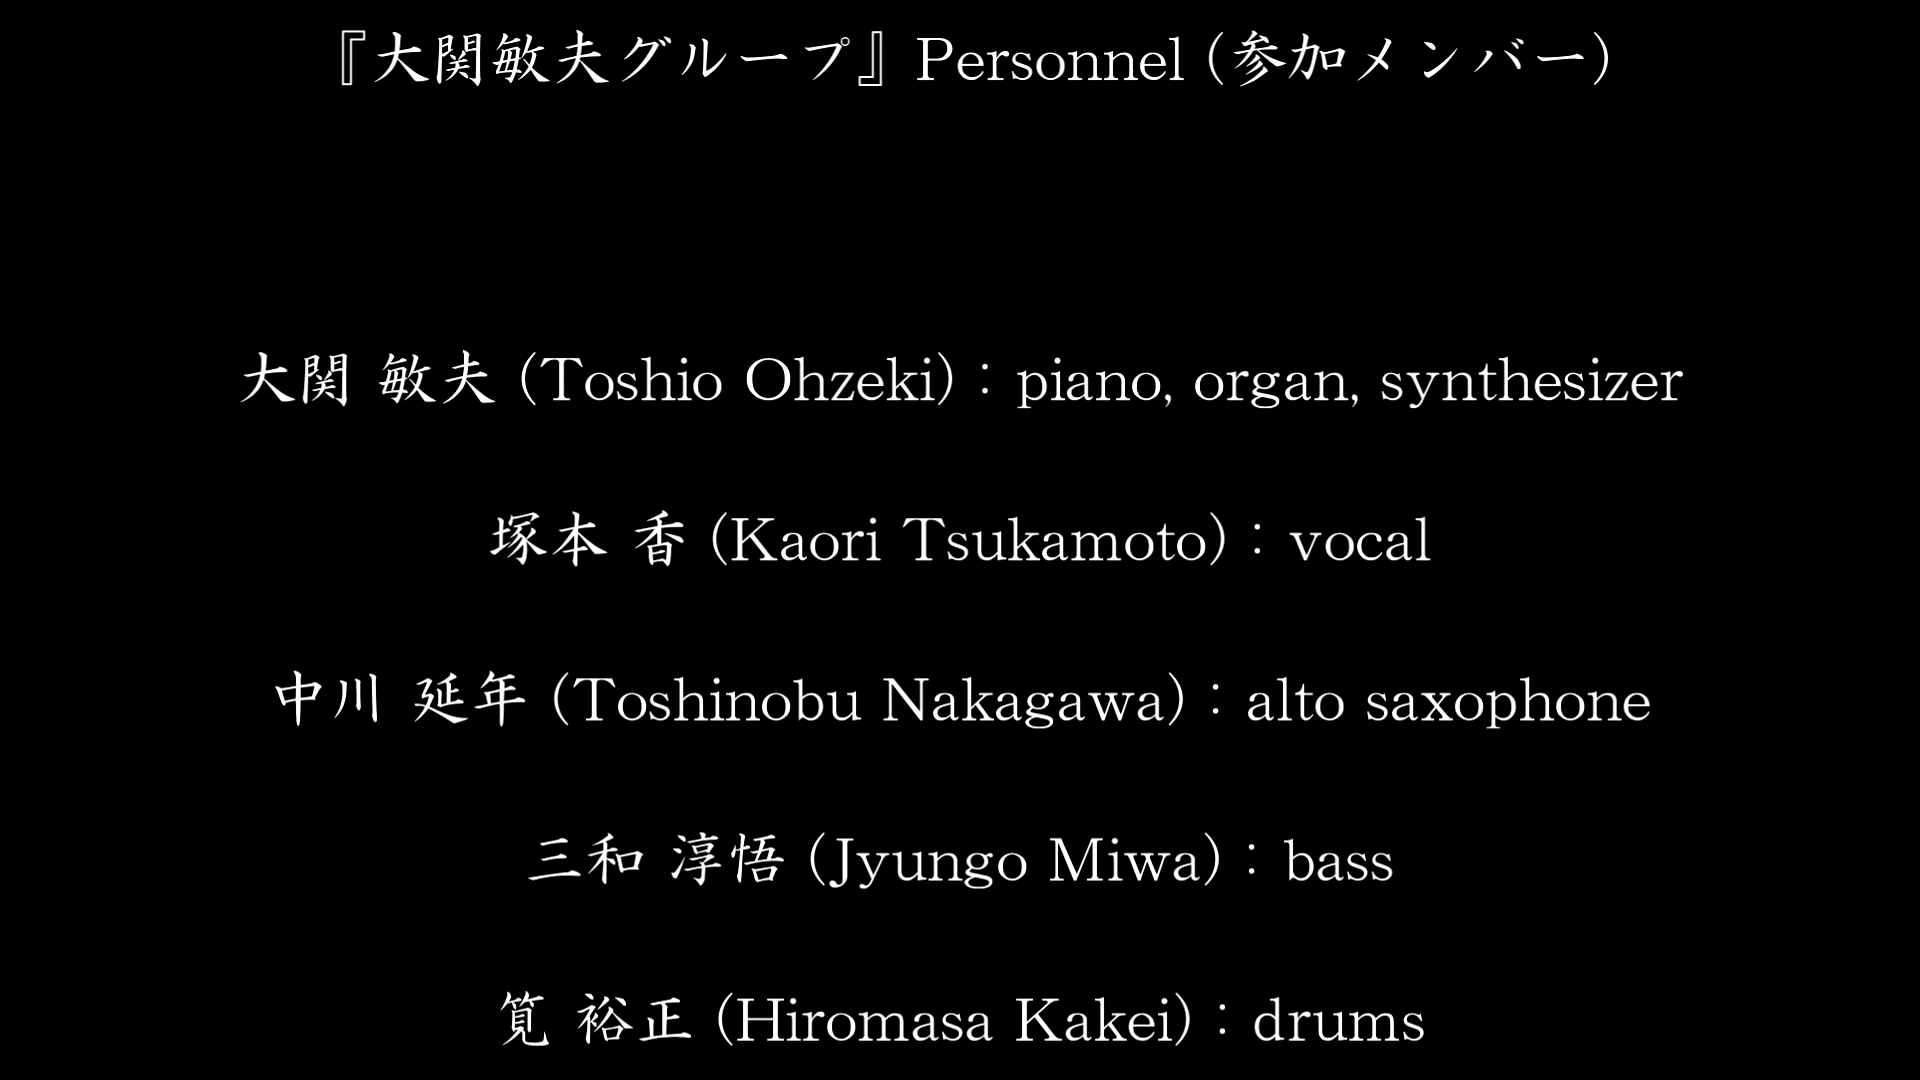 『大関敏夫グループ』Personnel (参加メンバー)
大関 敏夫 (Toshio Ohzeki)：piano, organ, synthesizer
塚本 香 (Kaori Tsukamoto)：vocal
中川 延年 (Toshinobu Nakagawa)：alto saxophone
三和 淳悟 (Jyungo Miwa)：bass
筧 裕正 (Hiromasa Kakei)：drums